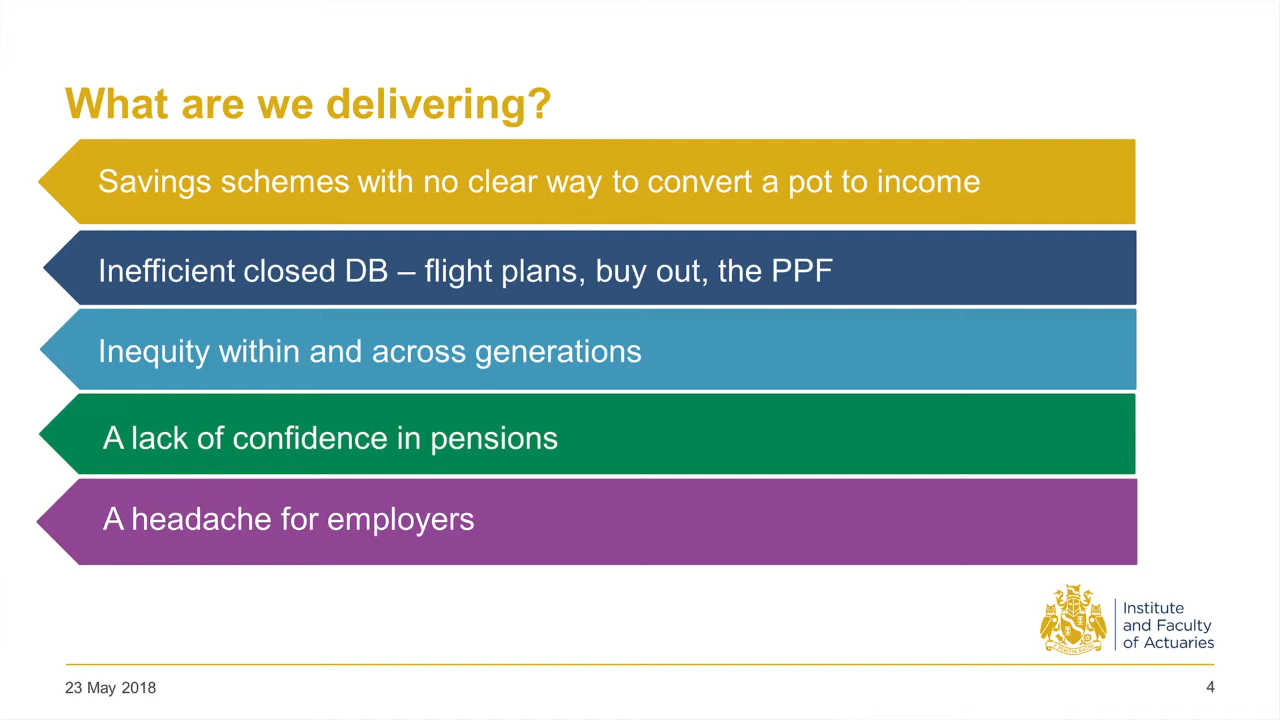 What are we delivering?
Savings schemes with no clear way to convert a pot to income
Inefficient closed DB – flight plans, buy out, the PPF
Inequity within and across generations
A lack of confidence in pensions
A headache for employers
Institute
and Faculty
of Actuaries
23 May 2018
4